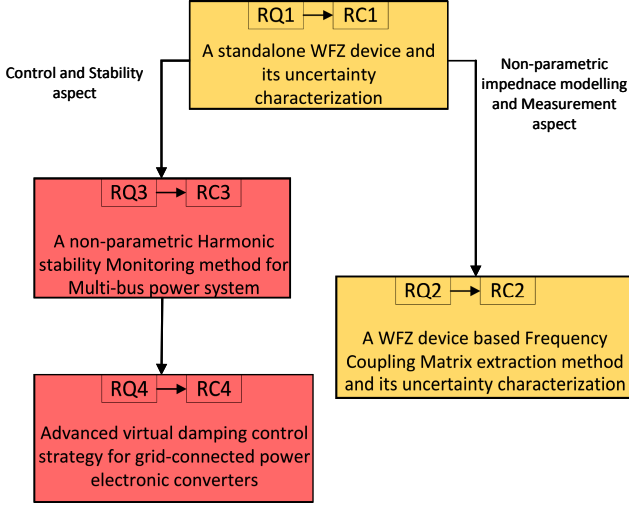 RQ1 RC1
A standalone WFZ device and
its uncertainty
characterization
Control and Stability
aspect
Non-parametric
impednace modelling
and Measurement
aspect
RQ3 RC3
A non-parametric Harmonic
stability Monitoring method for
Multi-bus power system
RQ2 RC2
A WFZ device based Frequency
Coupling Matrix extraction method
and its uncertainty characterization
RQ4 RC4
Advanced virtual damping control
strategy for grid-connected power
electronic converters